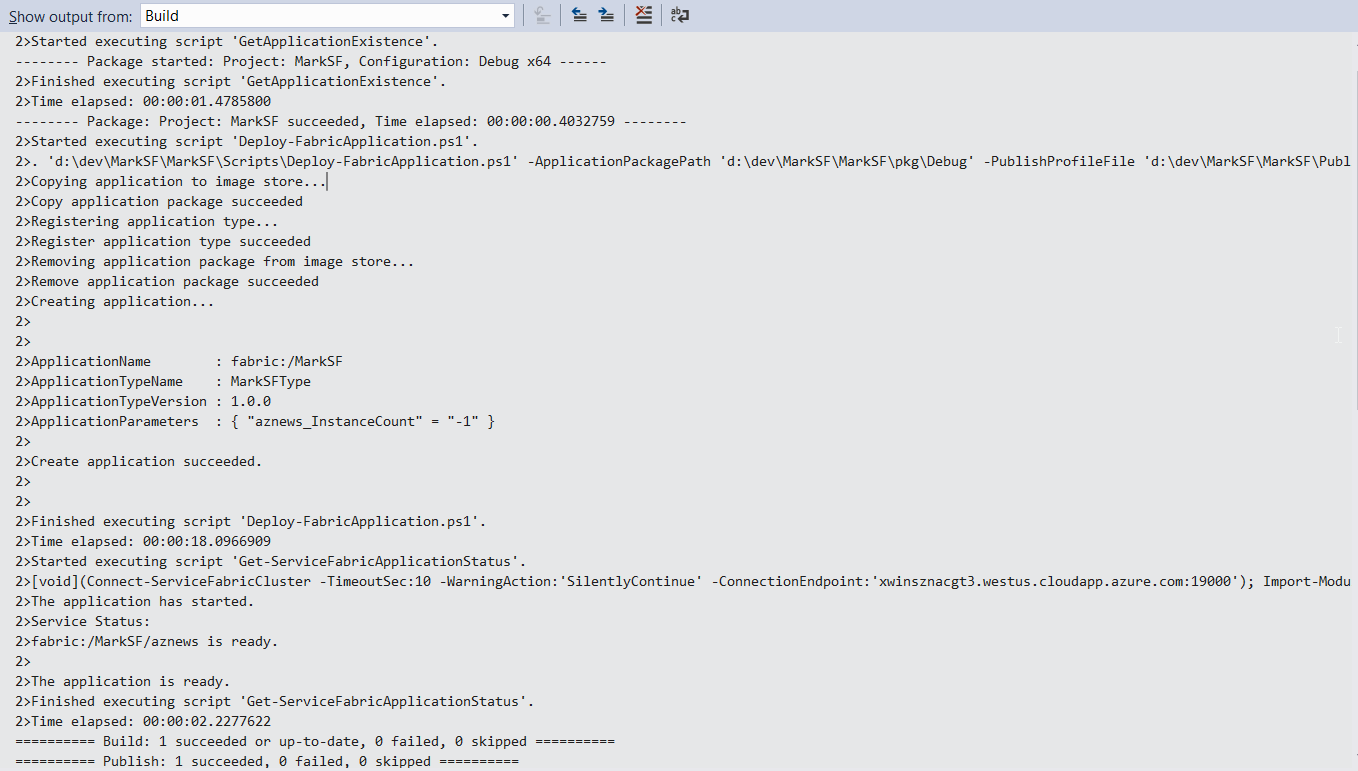 Show output from: Build
2>Started executing script 'GetApplicationExistence'.
-------- Package started: Project: MarkSF, Configuration: Debug x64 ------
2>Finished executing script 'GetApplicationExistence'.
2>Time elapsed: 00:00:01.4785800
-------- Package: Project: MarkSF succeeded, Time elapsed: 00:00:00.4032759 --------
2>Started executing script 'Deploy-FabricApplication.ps1'.
2>. 'd:\dev\MarkSF\MarkSF\Scripts\Deploy-FabricApplication.ps1' -ApplicationPackagePath 'd:\dev\MarkSF\MarkSF\pkg\Debug' -PublishProfileFile 'd:\dev\MarkSF\MarkSF\Publ
2>Copying application to image store...
2>Copy application package succeeded
2>Registering application type...
2>Register application type succeeded
2>Removing application package from image store...
2>Remove application package succeeded
2>Creating application...
2>
2>
2>ApplicationName        : fabric:/MarkSF
2>ApplicationTypeName    : MarkSFType
2>ApplicationTypeVersion : 1.0.0
2>ApplicationParameters  : { "aznews_InstanceCount" = "-1" }
2>
2>Create application succeeded.
2>
2>
2>Finished executing script 'Deploy-FabricApplication.ps1'.
2>Time elapsed: 00:00:18.0966909
2>Started executing script 'Get-ServiceFabricApplicationStatus'.
2>[void](Connect-ServiceFabricCluster -TimeoutSec:10 -WarningAction:'SilentlyContinue' -ConnectionEndpoint:'xwinsznacgt3.westus.cloudapp.azure.com:19000'); Import-Modu
2>The application has started.
2>Service Status:
2>fabric:/MarkSF/aznews is ready.
2>
2>The application is ready.
2>Finished executing script 'Get-ServiceFabricApplicationStatus'.
2>Time elapsed: 00:00:02.2277622
========== Build: 1 succeeded or up-to-date, 0 failed, 0 skipped ==========
========== Publish: 1 succeeded, 0 failed, 0 skipped ==========